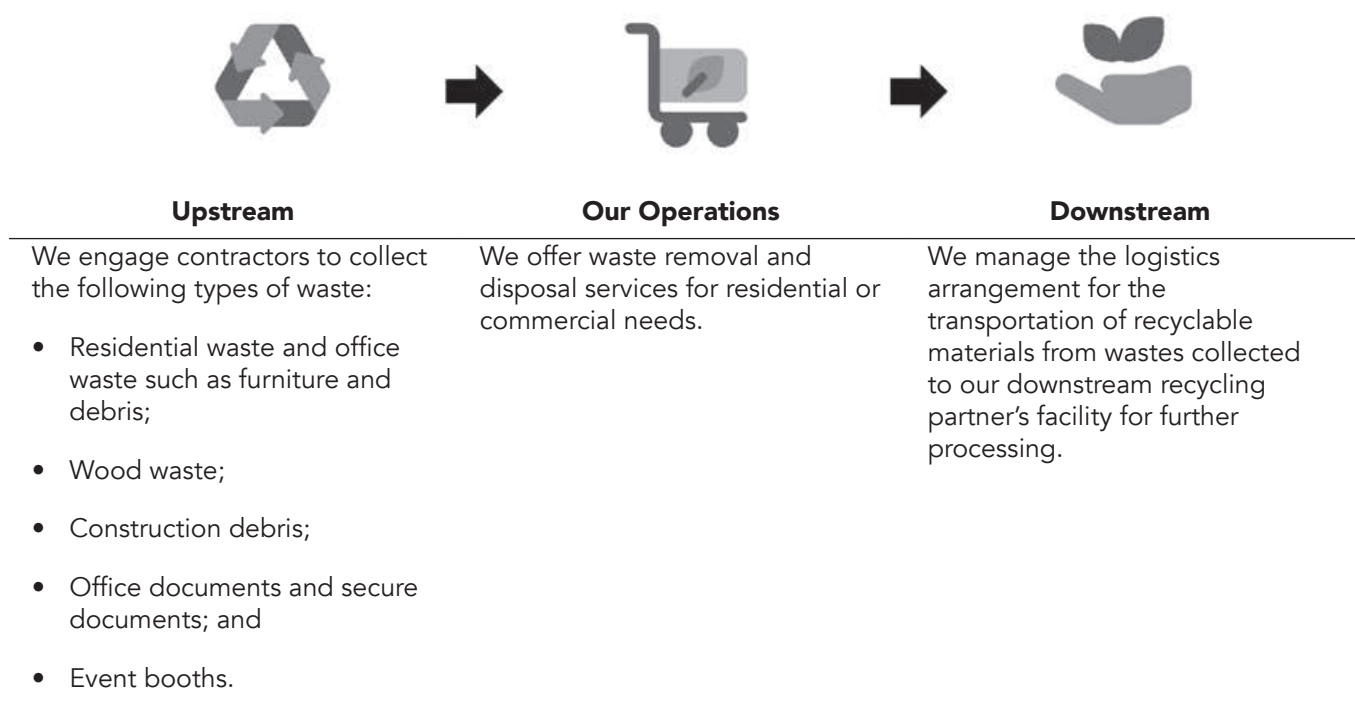 Upstream
Our Operations
Downstream
We engage contractors to collect
the following types of waste:
• Residential waste and office
waste such as furniture and
debris;
• Wood waste;
• Construction debris;
• Office documents and secure
documents; and
• Event booths.
We offer waste removal and
disposal services for residential or
commercial needs.
We manage the logistics
arrangement for the
transportation of recyclable
materials from wastes collected
to our downstream recycling
partner’s facility for further
processing.